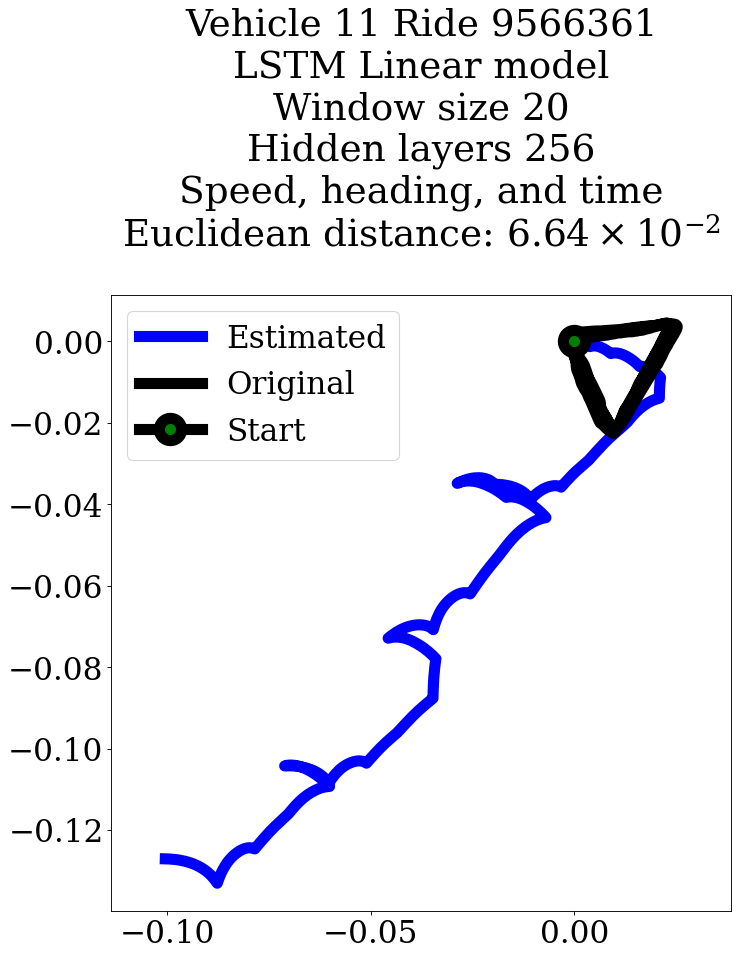 Vehicle 11 Ride 9566361
LSTM Linear model
Window size 20
Hidden layers 256
Speed, heading, and time
Euclidean distance: 6.64 × 10⁻²
Estimated
Original
Start
0.00
−0.02
−0.04
−0.06
−0.08
−0.10
−0.12
−0.10
−0.05
0.00